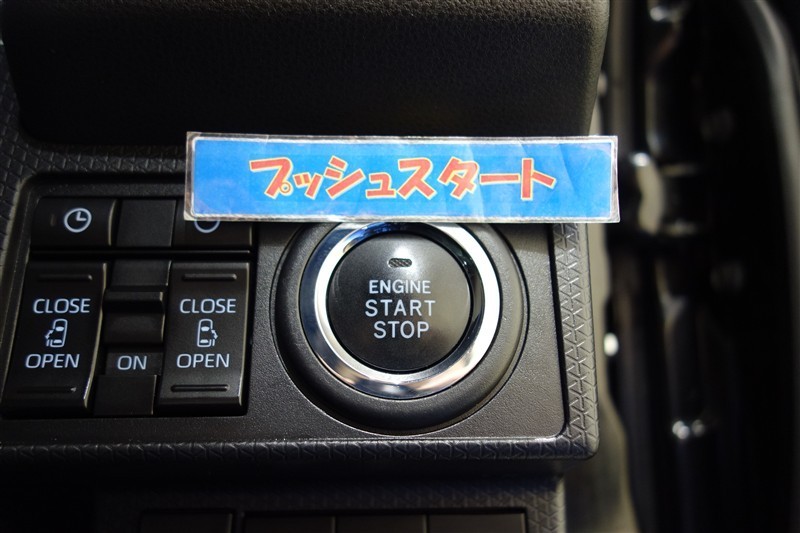 プッシュスタート
ENGINE
START
STOP
CLOSE
OPEN
ON
CLOSE
OPEN